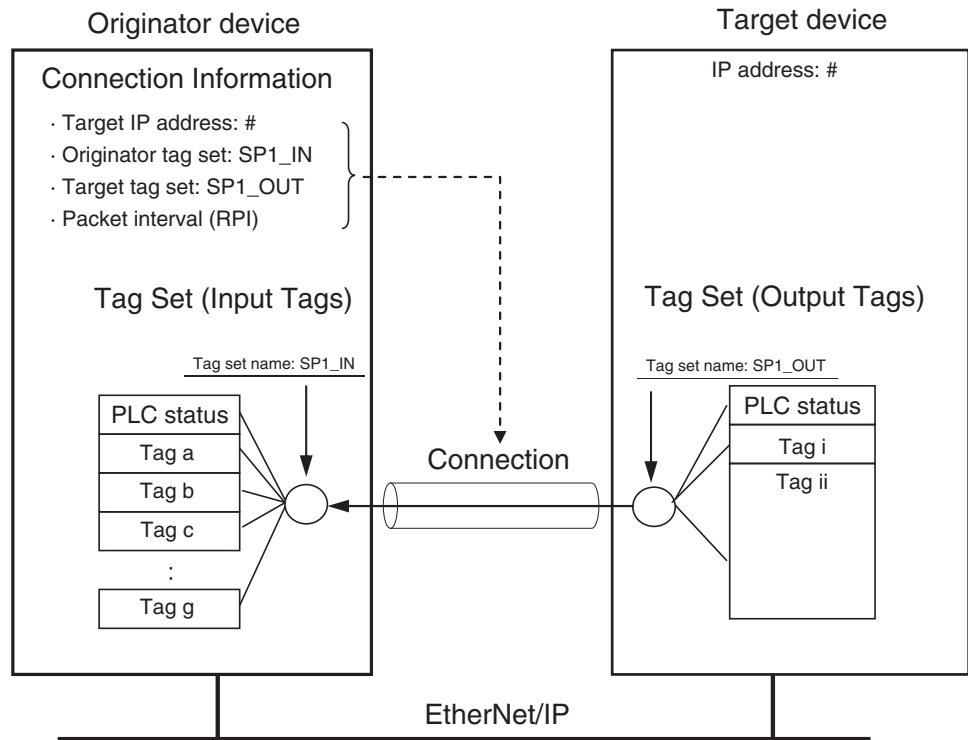 Originator device
Connection Information
· Target IP address: #
· Originator tag set: SP1_IN
· Target tag set: SP1_OUT
· Packet interval (RPI)
Tag Set (Input Tags)
Tag set name: SP1_IN
PLC status
Tag a
Tag b
Tag c
:
Tag g
Connection
Target device
IP address: #
Tag Set (Output Tags)
Tag set name: SP1_OUT
PLC status
Tag i
Tag ii
EtherNet/IP